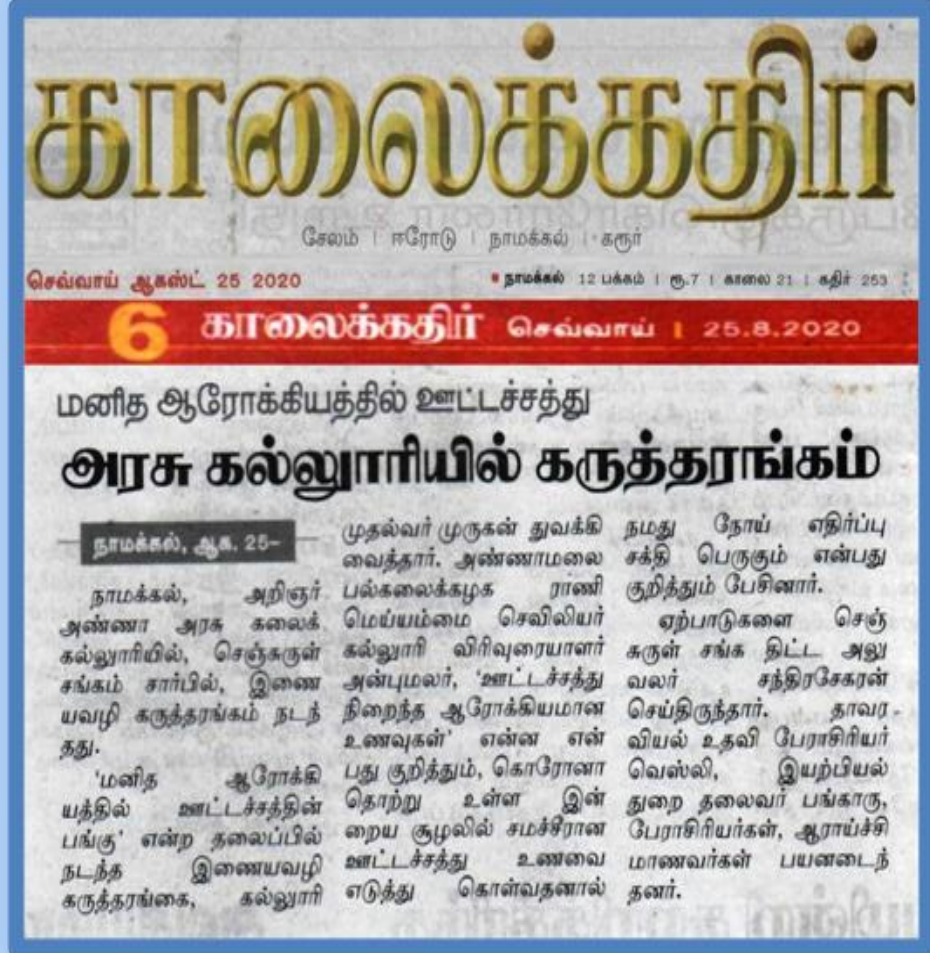 காலைக்கதிர்
சேலம் | ஈரோடு | நாமக்கல் | கரூர்
செவ்வாய் ஆகஸ்ட் 25 2020
▪ நாமக்கல் 12 பக்கம் | ரூ.7 | காலை 21 | கதிர் 253
6 காலைக்கதிர் செவ்வாய் | 25.8.2020
மனித ஆரோக்கியத்தில் ஊட்டச்சத்து
அரசு கல்லுாரியில் கருத்தரங்கம்
நாமக்கல், ஆக. 25–
நாமக்கல், அறிஞர்
அண்ணா அரசு கலைக்
கல்லுாரியில், செஞ்சுருள்
சங்கம் சார்பில், இணை
யவழி கருத்தரங்கம் நடந்
தது.
'மனித ஆரோக்கி
யத்தில் ஊட்டச்சத்தின்
பங்கு' என்ற தலைப்பில்
நடந்த இணையவழி
கருத்தரங்கை, கல்லுாரி
முதல்வர் முருகன் துவக்கி
வைத்தார். அண்ணாமலை
பல்கலைக்கழக ராணி
மெய்யம்மை செவிலியர்
கல்லுாரி விரிவுரையாளர்
அன்புமலர், 'ஊட்டச்சத்து
நிறைந்த ஆரோக்கியமான
உணவுகள்' என்ன என்
பது குறித்தும், கொரோனா
தொற்று உள்ள இன்
றைய சூழலில் சமச்சீரான
ஊட்டச்சத்து உணவை
எடுத்து கொள்வதனால்
நமது நோய் எதிர்ப்பு
சக்தி பெருகும் என்பது
குறித்தும் பேசினார்.
ஏற்பாடுகளை செஞ்
சுருள் சங்க திட்ட அலு
வலர் சந்திரசேகரன்
செய்திருந்தார். தாவர
வியல் உதவி பேராசிரியர்
வெஸ்லி, இயற்பியல்
துறை தலைவர் பங்காரு,
பேராசிரியர்கள், ஆராய்ச்சி
மாணவர்கள் பயனடைந்
தனர்.